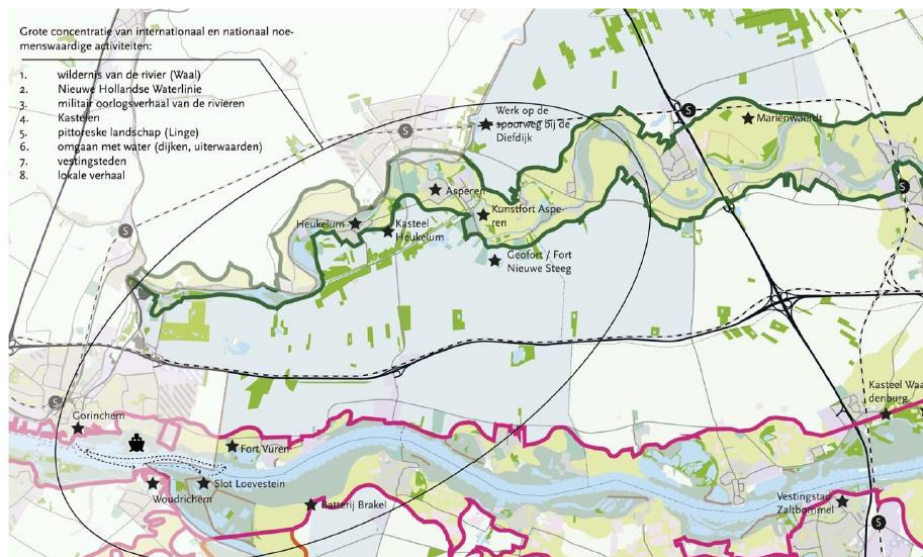 Grote concentratie van internationaal en nationaal noe-
menswaardige activiteiten:
1. wildernis van de rivier (Waal)
2. Nieuwe Hollandse Waterlinie
3. militair oorlogsverhaal van de rivieren
4. Kastelen
5. pittoreske landschap (Linge)
6. omgaan met water (dijken, uiterwaarden)
7. vestingsteden
8. lokale verhaal
S
Werk op de
spoorweg bij de
Diefdijk
S
Mariënwaerdt
S
Asperen
Heukelum
Kasteel
Heukelum
Kunstfort Aspe-
ren
S
Geofort / Fort
Nieuwe Steeg
S
Gorinchem
Kasteel Waar
denburg
Fort Vuren
Slot Loevestein
Woudrichem
Batterij Brakel
Vestingstad
Zaltbommel
S